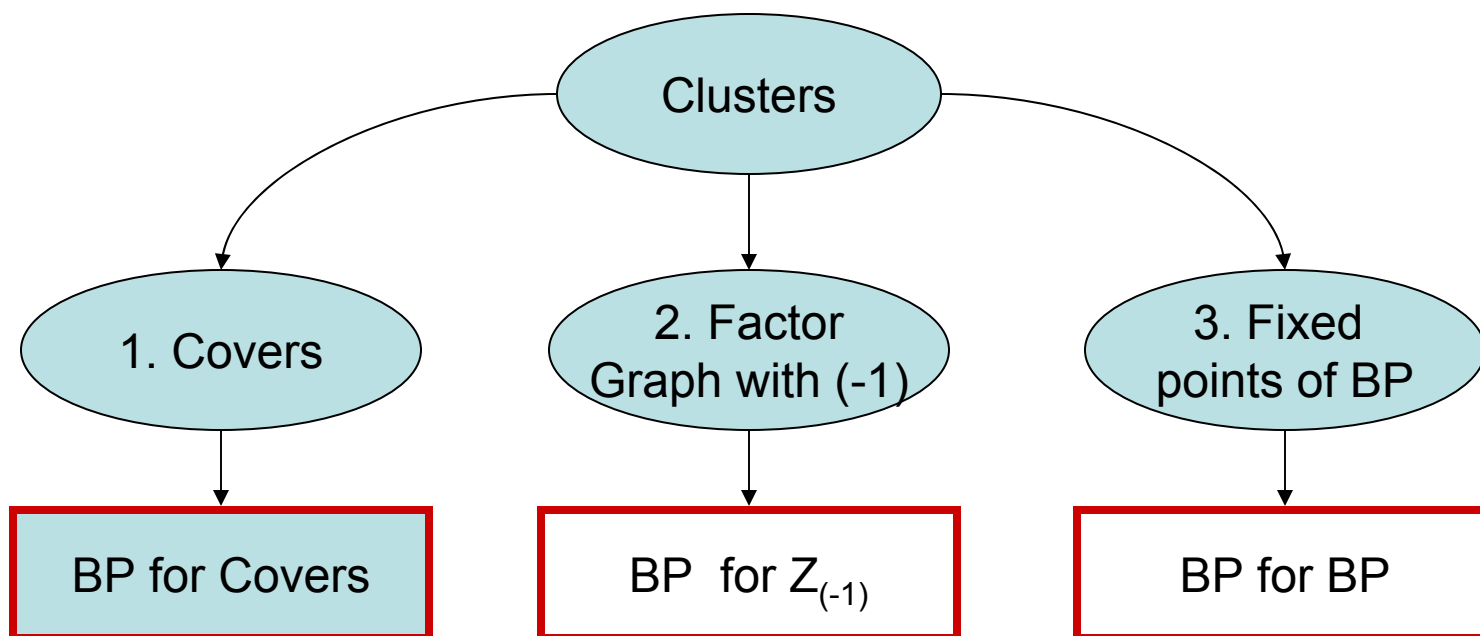 Clusters
1. Covers
2. Factor
Graph with (-1)
3. Fixed
points of BP
BP for Covers
BP for Z(-1)
BP for BP